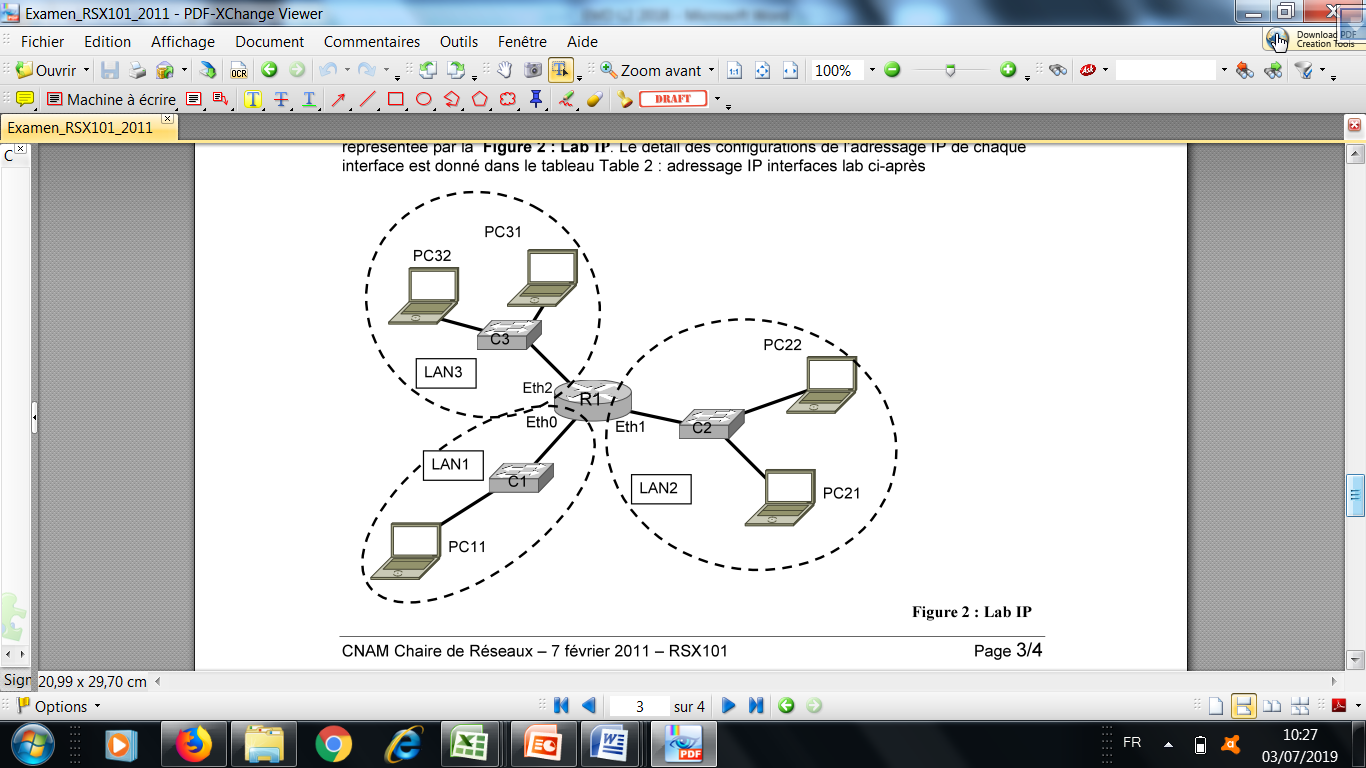 Examen_RSX101_2011 - PDF-XChange Viewer
Fichier Edition Affichage Document Commentaires Outils Fenêtre Aide
Download PDF
Creation Tools
Ouvrir OCR Zoom avant 1:1 100%
Machine à écrire T T T DRAFT
Examen_RSX101_2011
C
représentée par la Figure 2 : Lab IP. Le détail des configurations de l'adressage IP de chaque
interface est donné dans le tableau Table 2 : adressage IP interfaces lab ci-après
PC31
PC32
C3
PC22
LAN3
Eth2
R1
Eth0
Eth1
C2
LAN1
C1
LAN2
PC21
PC11
Figure 2 : Lab IP
CNAM Chaire de Réseaux – 7 février 2011 – RSX101 Page 3/4
Sign
20,99 x 29,70 cm
Options 3 sur 4
PDF
FR
10:27
03/07/2019